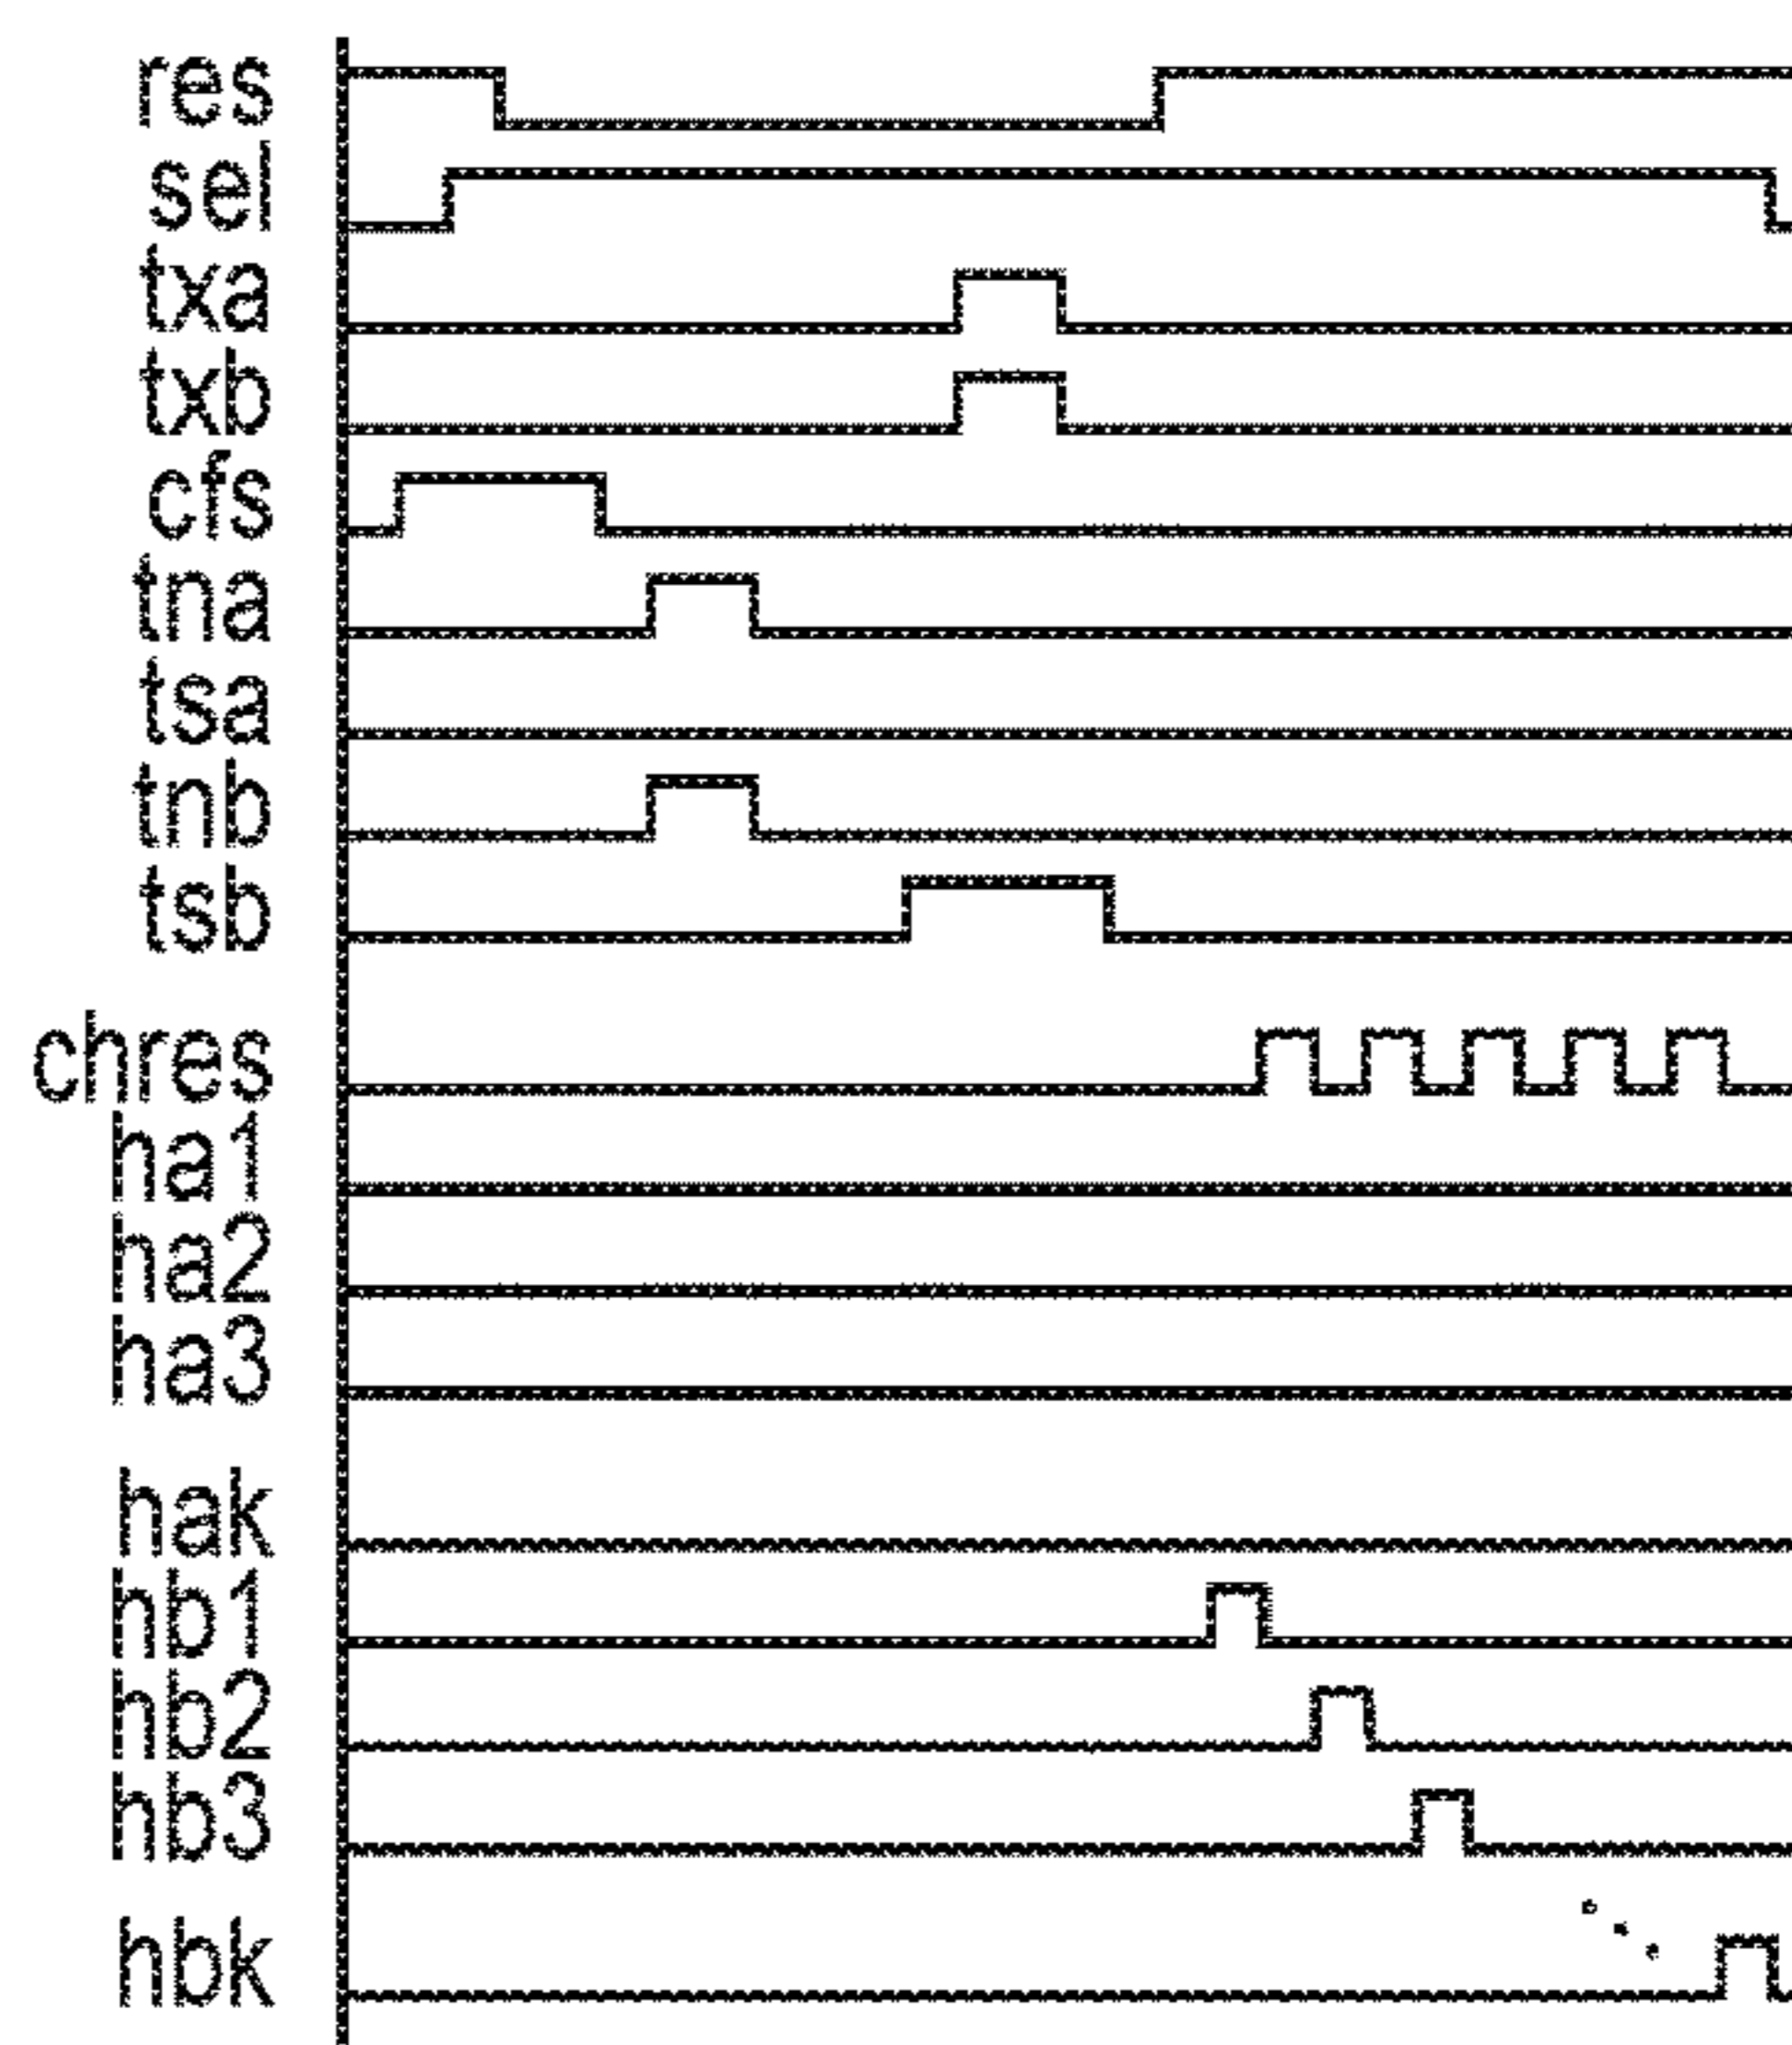 res
sel
txa
txb
cfs
tna
tsa
tnb
tsb
chres
ha1
ha2
ha3
hak
hb1
hb2
hb3
hbk